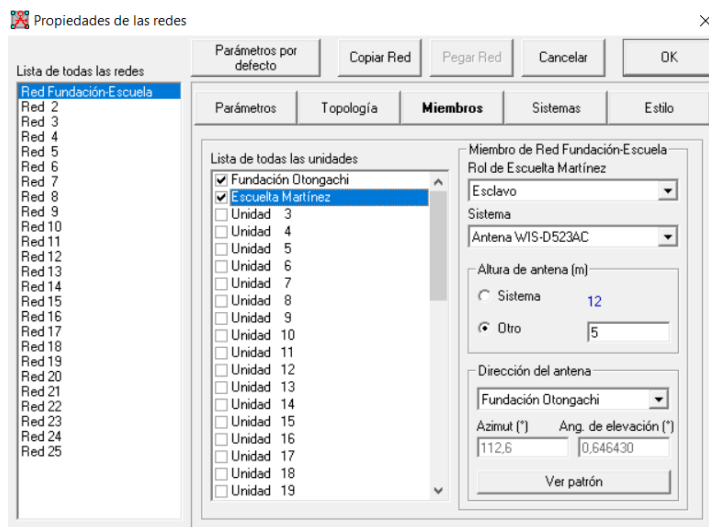 Propiedades de las redes
Parámetros por defecto
Copiar Red
Pegar Red
Cancelar
OK
Lista de todas las redes
Red Fundación-Escuela
Red 2
Red 3
Red 4
Red 5
Red 6
Red 7
Red 8
Red 9
Red 10
Red 11
Red 12
Red 13
Red 14
Red 15
Red 16
Red 17
Red 18
Red 19
Red 20
Red 21
Red 22
Red 23
Red 24
Red 25
Parámetros
Topología
Miembros
Sistemas
Estilo
Lista de todas las unidades
Fundación Otongachi
Escuelta Martínez
Unidad 3
Unidad 4
Unidad 5
Unidad 6
Unidad 7
Unidad 8
Unidad 9
Unidad 10
Unidad 11
Unidad 12
Unidad 13
Unidad 14
Unidad 15
Unidad 16
Unidad 17
Unidad 18
Unidad 19
Miembro de Red Fundación-Escuela
Rol de Escuelta Martínez
Esclavo
Sistema
Antena WIS-D523AC
Altura de antena (m)
Sistema 12
Otro 5
Dirección del antena
Fundación Otongachi
Azimut (°) Ang. de elevación (°)
112,6 0,646430
Ver patrón